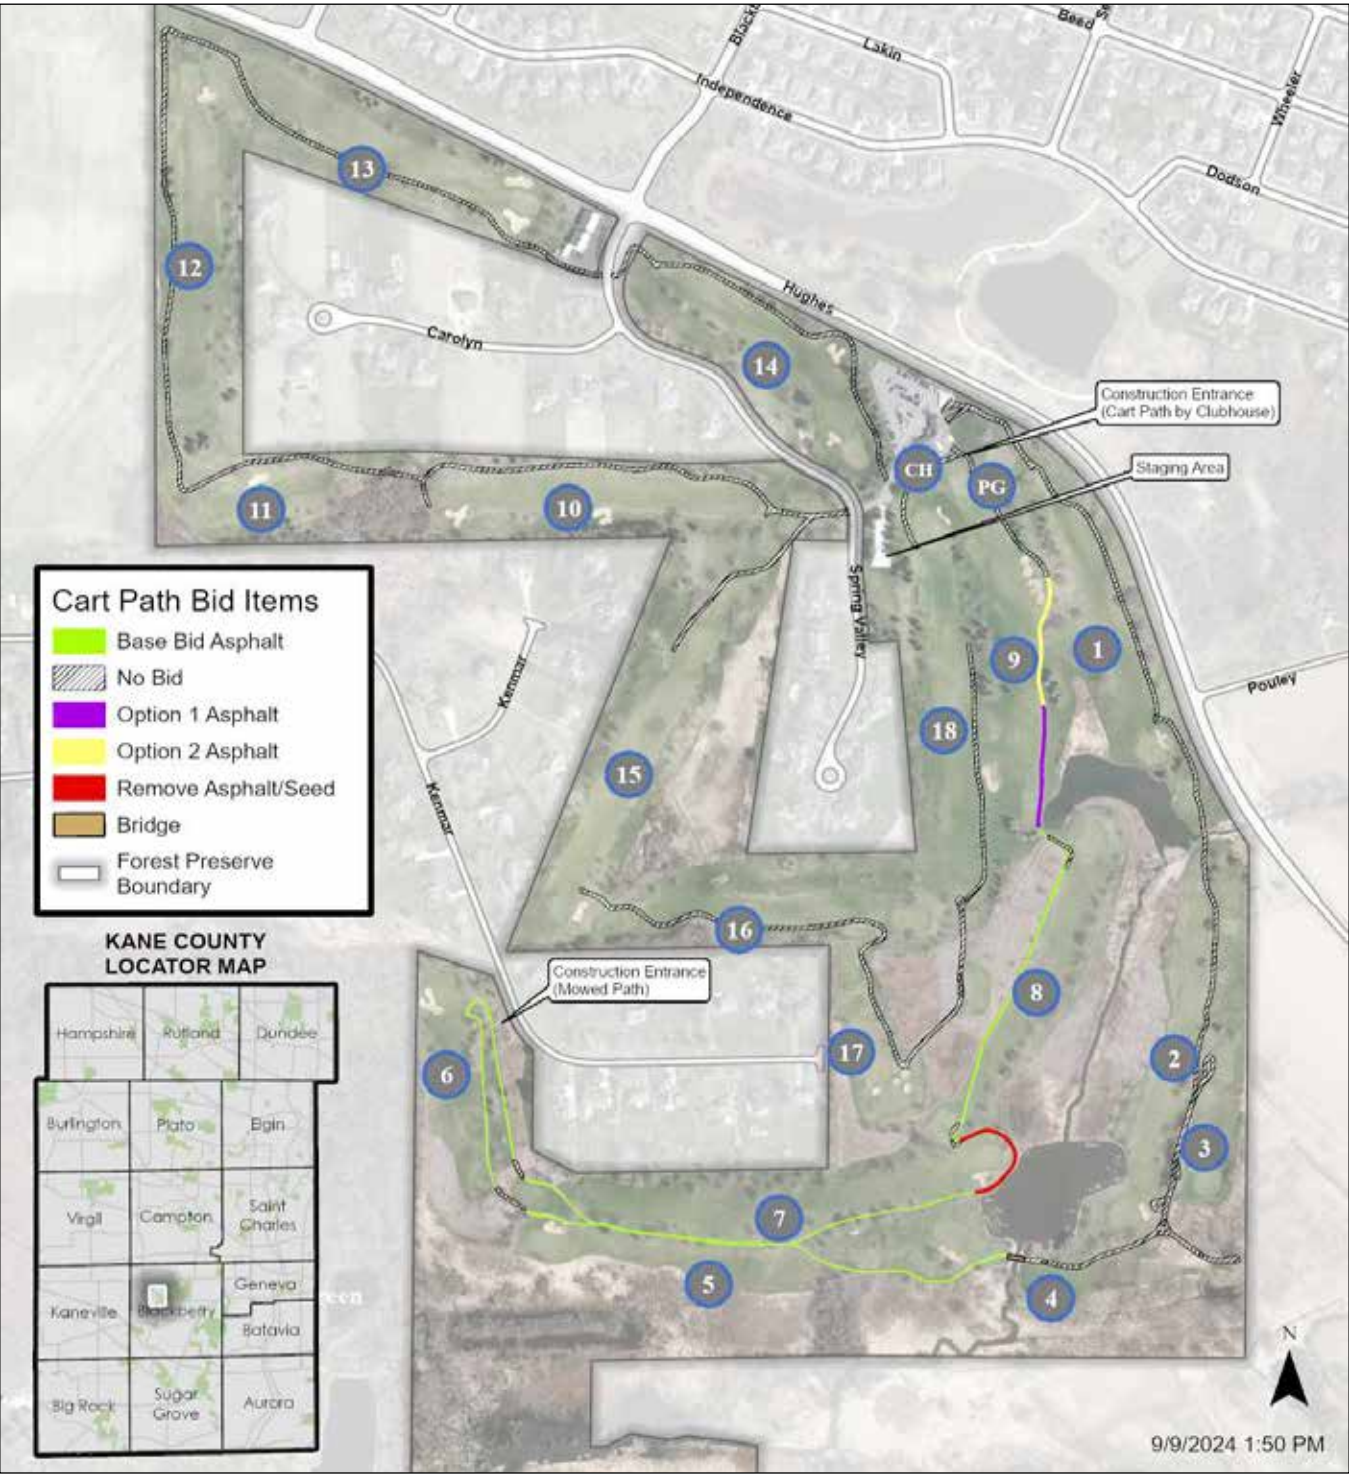 Beed
Blackb
Lakin
Independence
Wheeler
Dodson
13
12
Hughes
Carolyn
14
Construction Entrance
(Cart Path by Clubhouse)
CH
Staging Area
PG
11
10
Cart Path Bid Items
Base Bid Asphalt
No Bid
Option 1 Asphalt
Option 2 Asphalt
Remove Asphalt/Seed
Bridge
Forest Preserve
Boundary
Spring Valley
Kenmar
9
1
Pouley
18
15
Kenmar
16
KANE COUNTY
LOCATOR MAP
Construction Entrance
(Mowed Path)
8
Hampshire
Rutland
Dundee
17
2
6
Burlington
Plato
Elgin
3
Virgil
Campton
Saint
Charles
7
5
4
Kaneville
Blackberry
Geneva
Batavia
Big Rock
Sugar
Grove
Aurora
N
9/9/2024 1:50 PM